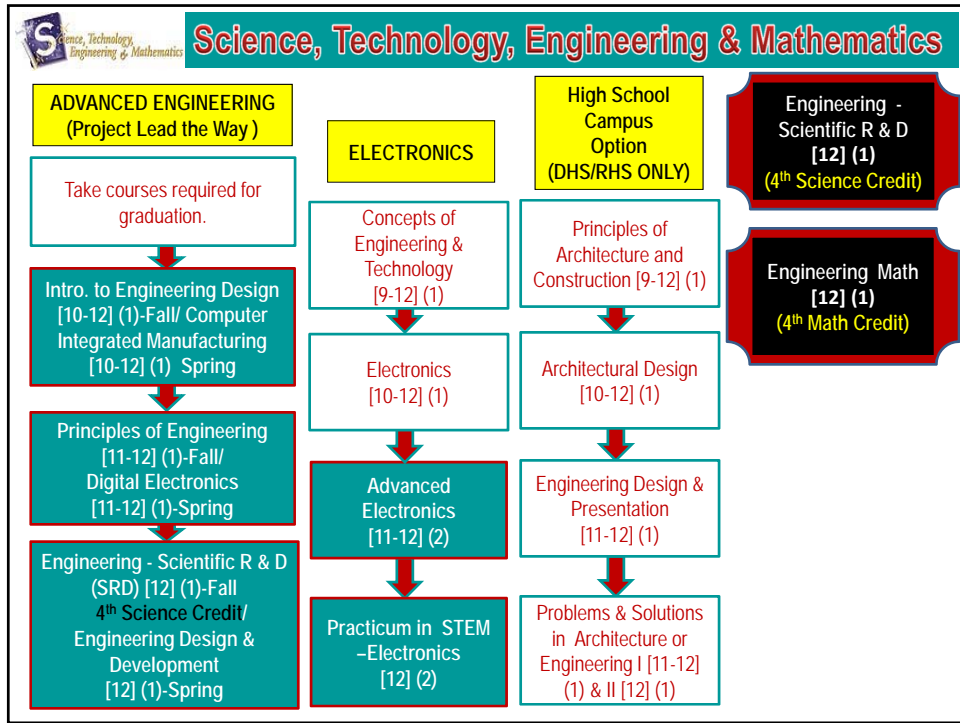 Science, Technology,
Engineering & Mathematics
Science, Technology, Engineering & Mathematics
ADVANCED ENGINEERING
(Project Lead the Way )
Take courses required for
graduation.
Intro. to Engineering Design
[10-12] (1)-Fall/ Computer
Integrated Manufacturing
[10-12] (1) Spring
Principles of Engineering
[11-12] (1)-Fall/
Digital Electronics
[11-12] (1)-Spring
Engineering - Scientific R & D
(SRD) [12] (1)-Fall
4th Science Credit/
Engineering Design &
Development
[12] (1)-Spring
ELECTRONICS
Concepts of
Engineering &
Technology
[9-12] (1)
Electronics
[10-12] (1)
Advanced
Electronics
[11-12] (2)
Practicum in STEM
–Electronics
[12] (2)
High School
Campus
Option
(DHS/RHS ONLY)
Principles of
Architecture and
Construction [9-12] (1)
Architectural Design
[10-12] (1)
Engineering Design &
Presentation
[11-12] (1)
Problems & Solutions
in Architecture or
Engineering I [11-12]
(1) & II [12] (1)
Engineering -
Scientific R & D
[12] (1)
(4th Science Credit)
Engineering Math
[12] (1)
(4th Math Credit)